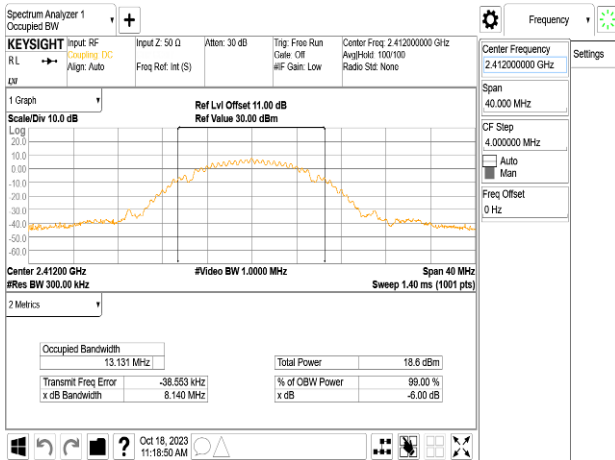 Spectrum Analyzer 1
Occupied BW
Frequency
KEYSIGHT
RL
Input: RF
Coupling: DC
Align: Auto
Input Z: 50 Ω
Freq Ref: Int (S)
Atten: 30 dB
Trig: Free Run
Gate: Off
#IF Gain: Low
Center Freq: 2.412000000 GHz
Avg|Hold: 100/100
Radio Std: None
Center Frequency
2.412000000 GHz
Settings
Span
40.000 MHz
CF Step
4.000000 MHz
Auto
Man
Freq Offset
0 Hz
1 Graph
Scale/Div 10.0 dB
Ref Lvl Offset 11.00 dB
Ref Value 30.00 dBm
Log
20.0
10.0
0.00
-10.0
-20.0
-30.0
-40.0
-50.0
-60.0
Center 2.41200 GHz
#Video BW 1.0000 MHz
Span 40 MHz
#Res BW 300.00 kHz
Sweep 1.40 ms (1001 pts)
2 Metrics
Occupied Bandwidth
13.131 MHz
Total Power 18.6 dBm
Transmit Freq Error -38.553 kHz
% of OBW Power 99.00 %
x dB Bandwidth 8.140 MHz
x dB -6.00 dB
Oct 18, 2023
11:18:50 AM